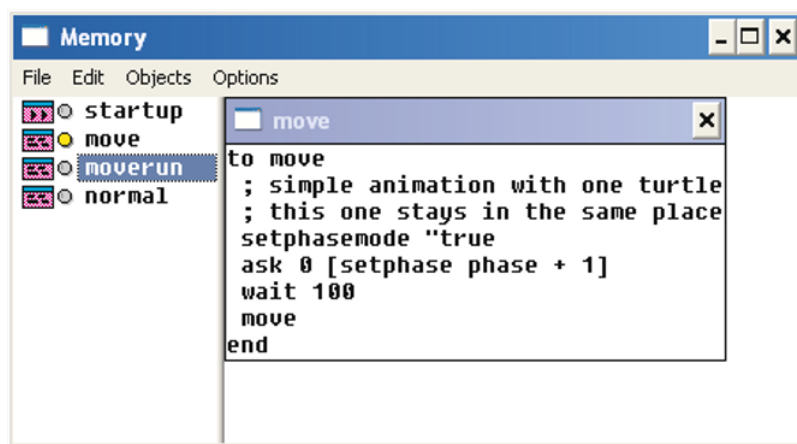 Memory
File Edit Objects Options
startup
move
moverun
normal
move
to move
; simple animation with one turtle
; this one stays in the same place
setphasemode "true
ask 0 [setphase phase + 1]
wait 100
move
end